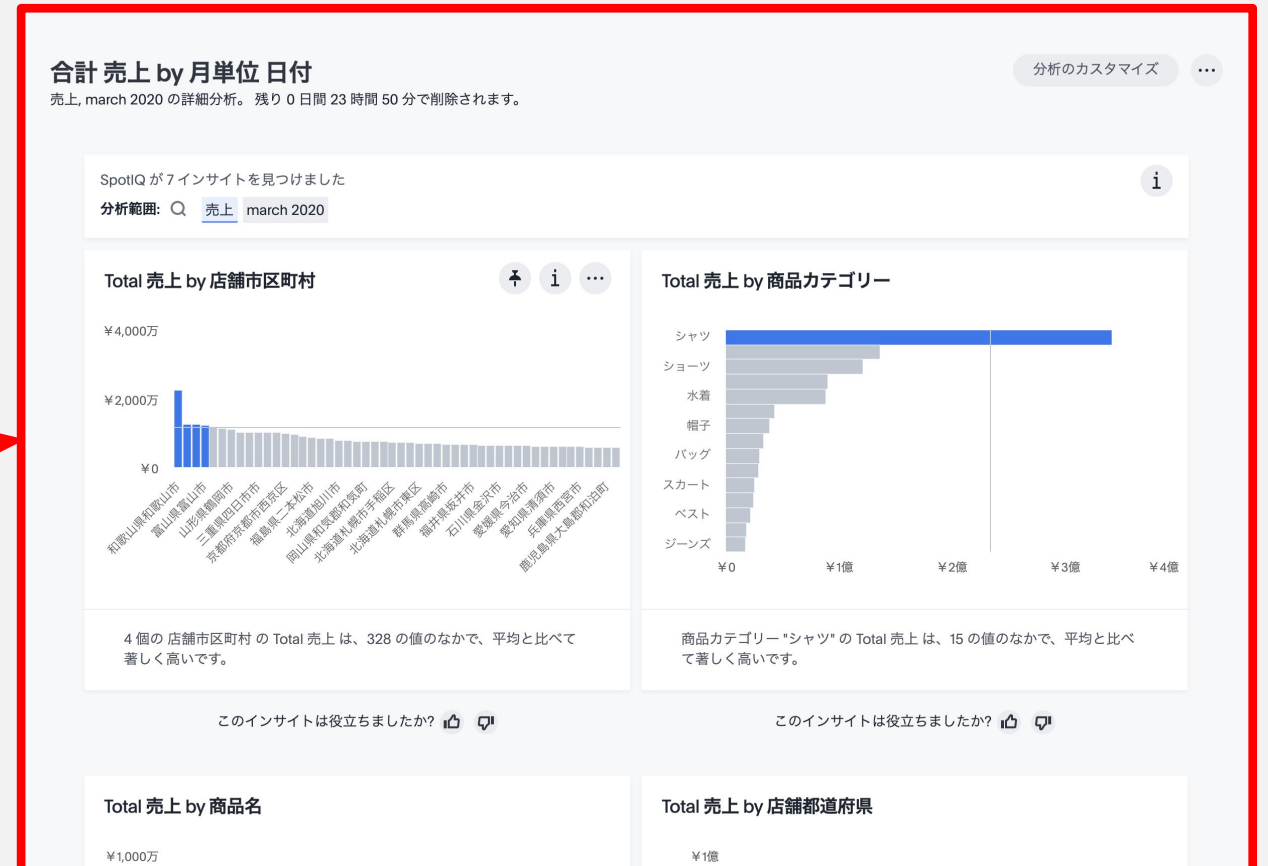 合計 売上 by 月単位 日付
分析のカスタマイズ
売上, march 2020 の詳細分析。 残り 0 日間 23 時間 50 分で削除されます。
SpotIQ が 7 インサイトを見つけました
分析範囲: 売上 march 2020
Total 売上 by 店舗市区町村
¥4,000万
¥2,000万
¥0
和歌山県和歌山市
富山県富山市
山形県鶴岡市
三重県四日市市
京都府京都市西京区
福島県二本松市
北海道旭川市
岡山県和気郡和気町
北海道札幌市手稲区
北海道札幌市東区
群馬県高崎市
福井県坂井市
石川県金沢市
愛媛県今治市
愛知県清須市
兵庫県西宮市
鹿児島県大島郡和泊町
4 個の 店舗市区町村 の Total 売上 は、328 の値のなかで、平均と比べて
著しく高いです。
このインサイトは役立ちましたか?
Total 売上 by 商品カテゴリー
シャツ
ショーツ
水着
帽子
バッグ
スカート
ベスト
ジーンズ
¥0 ¥1億 ¥2億 ¥3億 ¥4億
商品カテゴリー "シャツ" の Total 売上 は、15 の値のなかで、平均と比べ
て著しく高いです。
このインサイトは役立ちましたか?
Total 売上 by 商品名
¥1,000万
Total 売上 by 店舗都道府県
¥1億